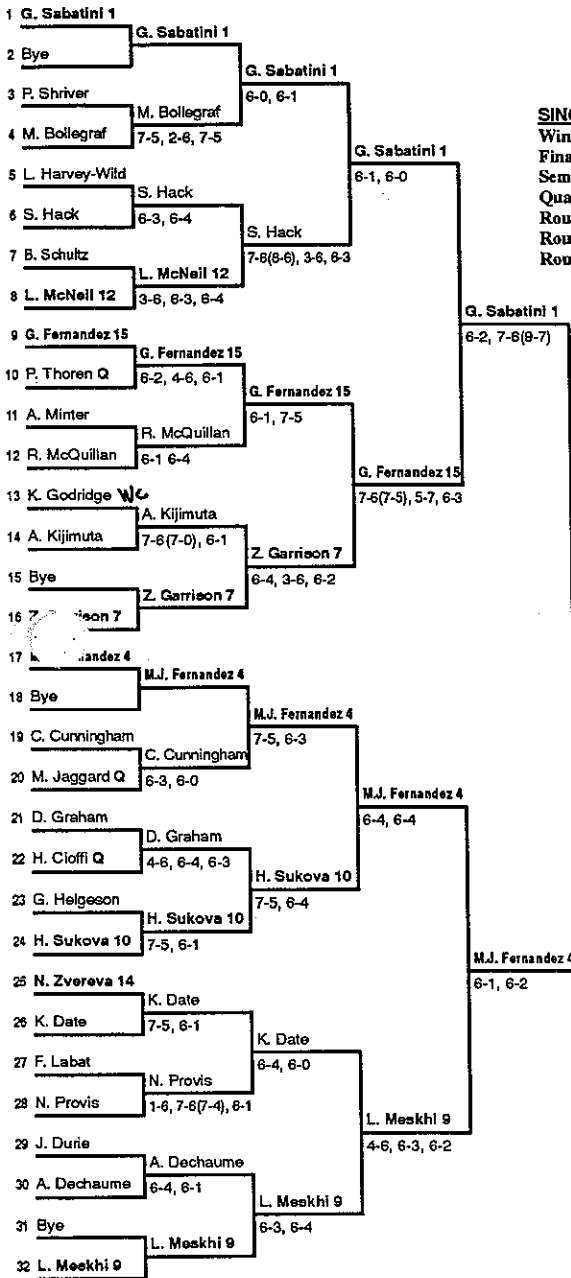 1 G. Sabatini 1
2 Bye
3 P. Shriver
4 M. Bollegraf
5 L. Harvey-Wild
6 S. Hack
7 B. Schultz
8 L. McNeil 12
9 G. Fernandez 15
10 P. Thoren Q
11 A. Minter
12 R. McQuillan
13 K. Godridge WC
14 A. Kijimuta
15 Bye
16 Z. rison 7
17 M. rnandez 4
18 Bye
19 C. Cunningham
20 M. Jaggard Q
21 D. Graham
22 H. Cioffi Q
23 G. Helgeson
24 H. Sukova 10
25 N. Zvereva 14
26 K. Date
27 F. Labat
28 N. Provis
29 J. Durie
30 A. Dechaume
31 Bye
32 L. Meskhi 9
G. Sabatini 1
M. Bollegraf
7-5, 2-6, 7-5
S. Hack
6-3, 6-4
L. McNeil 12
3-6, 6-3, 6-4
G. Fernandez 15
6-2, 4-6, 6-1
R. McQuillan
6-1 6-4
A. Kijimuta
7-6(7-0), 6-1
Z. Garrison 7
M.J. Fernandez 4
C. Cunningham
6-3, 6-0
D. Graham
4-6, 6-4, 6-3
H. Sukova 10
7-5, 6-1
K. Date
7-5, 6-1
N. Provis
1-6, 7-6(7-4), 6-1
A. Dechaume
6-4, 6-1
L. Meskhi 9
G. Sabatini 1
6-0, 6-1
S. Hack
7-6(8-6), 3-6, 6-3
G. Fernandez 15
6-1, 7-5
Z. Garrison 7
6-4, 3-6, 6-2
M.J. Fernandez 4
7-5, 6-3
H. Sukova 10
7-5, 6-4
K. Date
6-4, 6-0
L. Meskhi 9
6-3, 6-4
G. Sabatini 1
6-1, 6-0
G. Fernandez 15
7-6(7-5), 5-7, 6-3
M.J. Fernandez 4
6-4, 6-4
L. Meskhi 9
4-6, 6-3, 6-2
G. Sabatini 1
6-2, 7-6(9-7)
M.J. Fernandez 4
6-1, 6-2
SING
Win
Fina
Sem
Qua
Rou
Rou
Rou